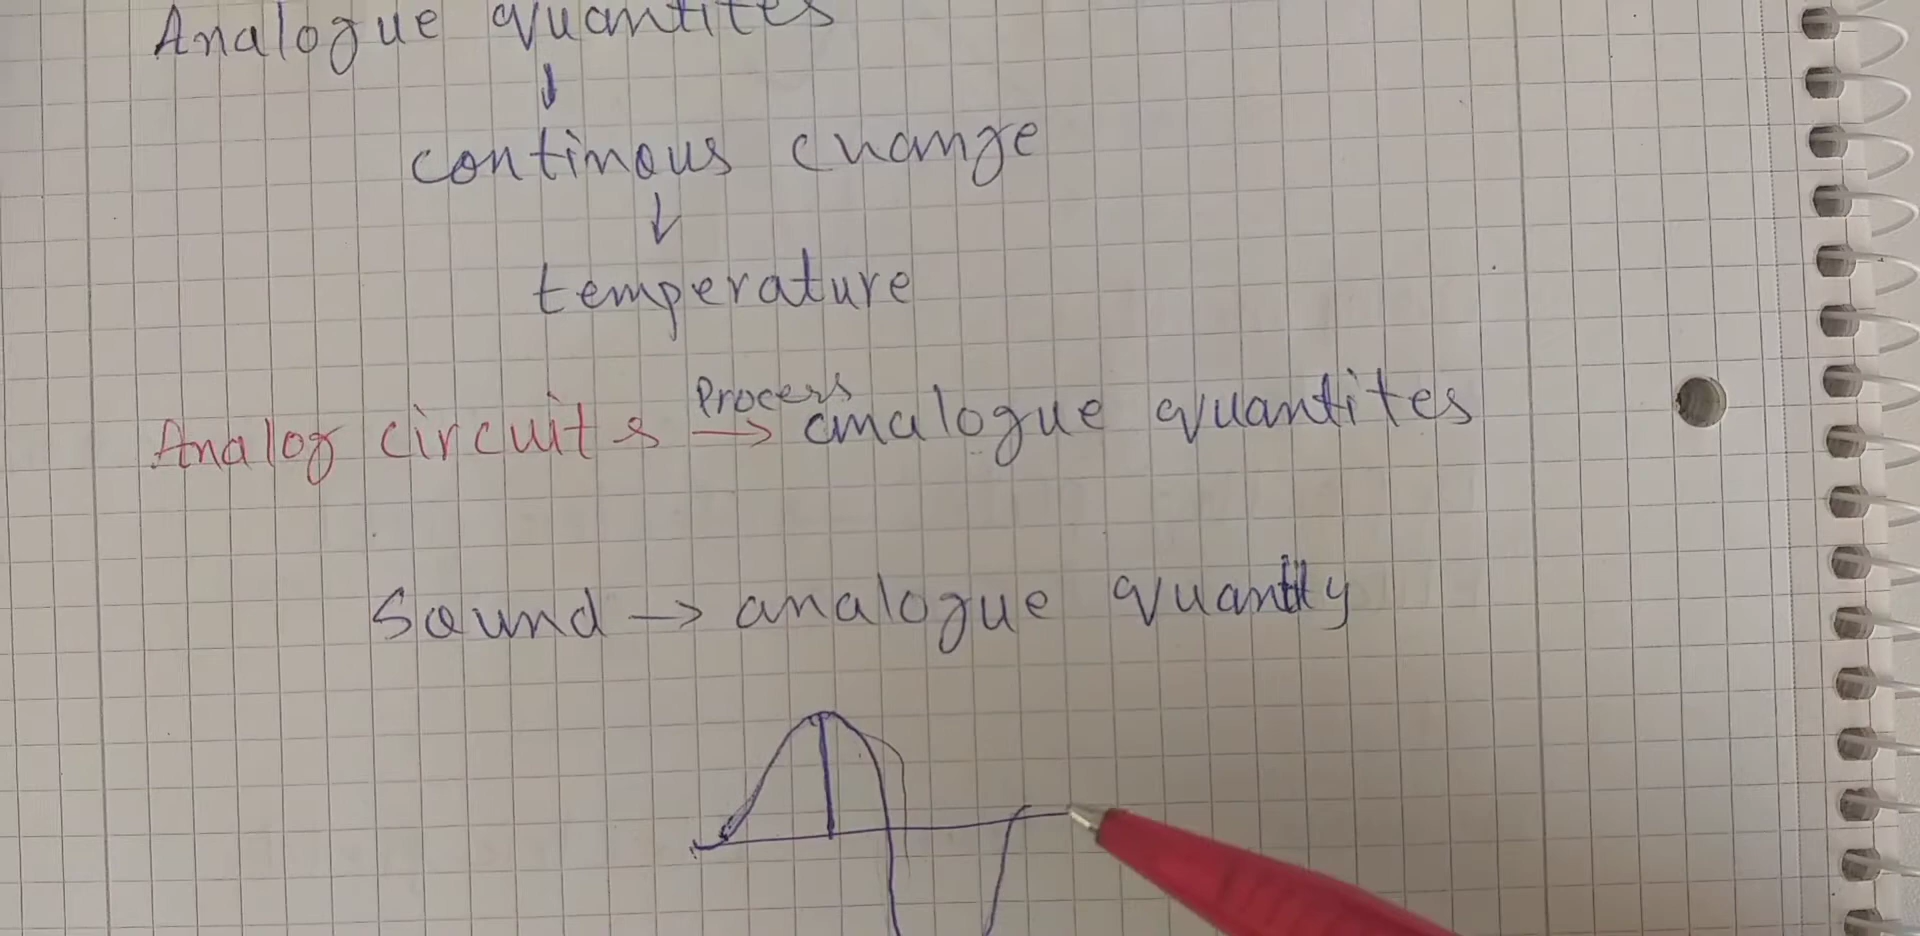 Analogue quantites
↓
continous change
↓
temperature
Process
Analog circuits → analogue quantites
Sound → analogue quantity